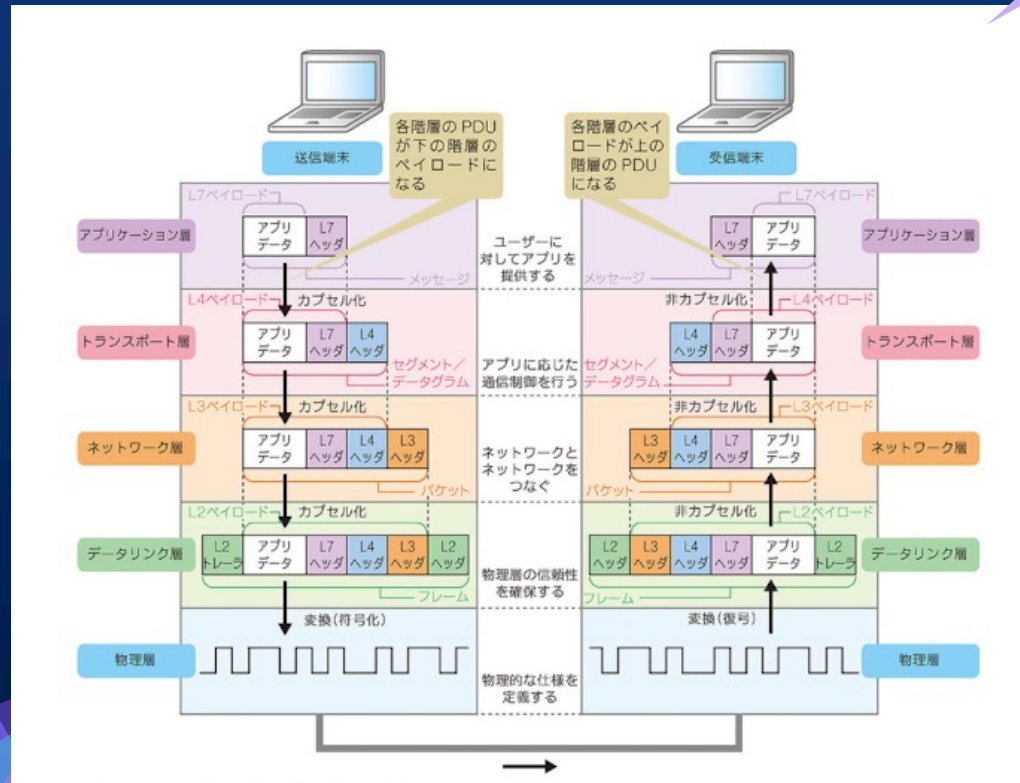 送信端末
各階層の PDU
が下の階層の
ペイロードに
なる
各階層のペイ
ロードが上の
階層の PDU
になる
受信端末
アプリケーション層
L7ペイロード
アプリ
データ
L7
ヘッダ
メッセージ
ユーザーに
対してアプリを
提供する
L7ペイロード
L7
ヘッダ
アプリ
データ
メッセージ
アプリケーション層
トランスポート層
L4ペイロード
カプセル化
アプリ
データ
L7
ヘッダ
L4
ヘッダ
セグメント／
データグラム
アプリに応じた
通信制御を行う
非カプセル化
L4ペイロード
L4
ヘッダ
L7
ヘッダ
アプリ
データ
セグメント／
データグラム
トランスポート層
ネットワーク層
L3ペイロード
カプセル化
アプリ
データ
L7
ヘッダ
L4
ヘッダ
L3
ヘッダ
パケット
ネットワークと
ネットワークを
つなぐ
非カプセル化
L3ペイロード
L3
ヘッダ
L4
ヘッダ
L7
ヘッダ
アプリ
データ
パケット
ネットワーク層
データリンク層
L2ペイロード
カプセル化
L2
トレーラ
アプリ
データ
L7
ヘッダ
L4
ヘッダ
L3
ヘッダ
L2
ヘッダ
フレーム
物理層の信頼性
を確保する
非カプセル化
L2ペイロード
L2
ヘッダ
L3
ヘッダ
L4
ヘッダ
L7
ヘッダ
アプリ
データ
L2
トレーラ
フレーム
データリンク層
物理層
変換(符号化)
物理的な仕様を
定義する
変換(復号)
物理層